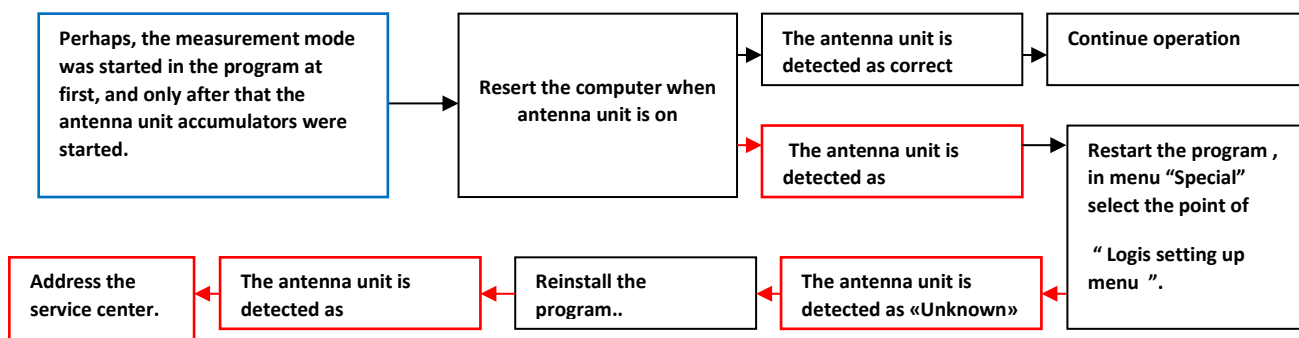 Perhaps, the measurement mode
was started in the program at
first, and only after that the
antenna unit accumulators were
started.
Resert the computer when
antenna unit is on
The antenna unit is
detected as correct
Continue operation
The antenna unit is
detected as
Restart the program ,
in menu “Special”
select the point of
“ Logis setting up
menu ”.
The antenna unit is
detected as «Unknown»
Reinstall the
program..
The antenna unit is
detected as
Address the
service center.